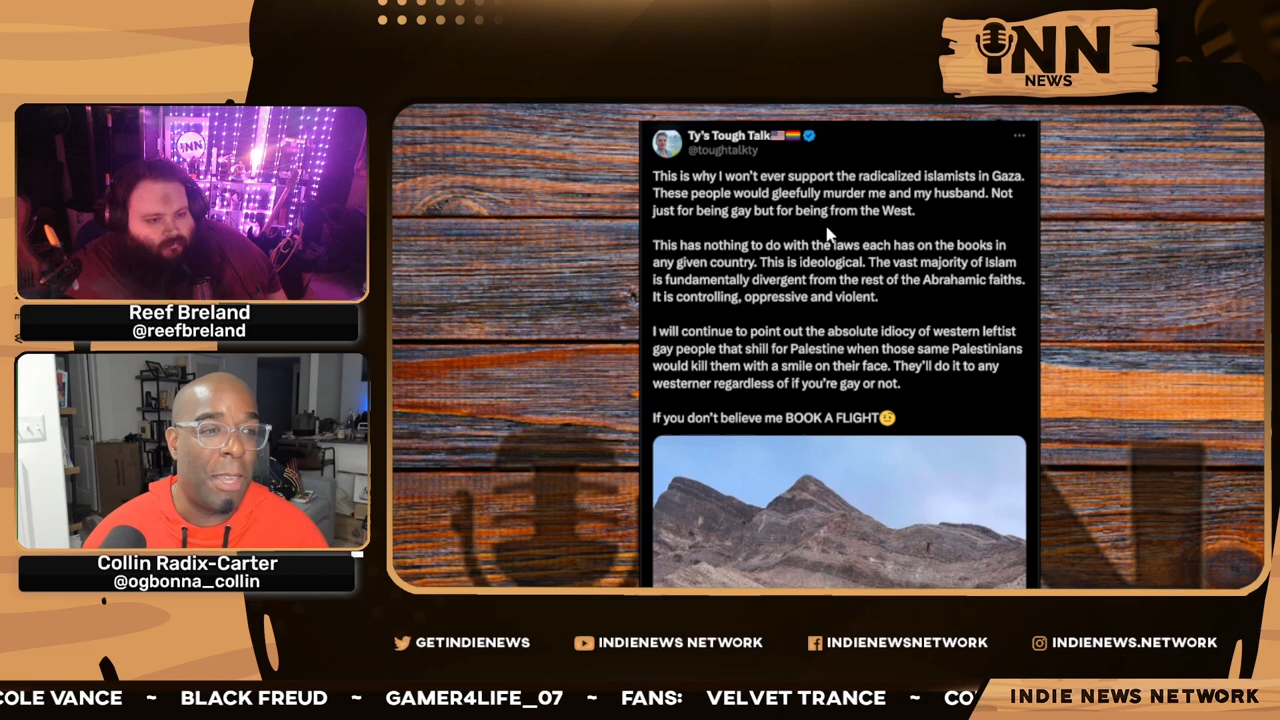 iNN
NEWS
iNN
Reef Breland
@reefbreland
Collin Radix-Carter
@ogbonna_collin
Ty's Tough Talk🇺🇸🏳️‍🌈
@toughtalkty
This is why I won't ever support the radicalized islamists in Gaza.
These people would gleefully murder me and my husband. Not
just for being gay but for being from the West.
This has nothing to do with the laws each has on the books in
any given country. This is ideological. The vast majority of Islam
is fundamentally divergent from the rest of the Abrahamic faiths.
It is controlling, oppressive and violent.
I will continue to point out the absolute idiocy of western leftist
gay people that shill for Palestine when those same Palestinians
would kill them with a smile on their face. They'll do it to any
westerner regardless of if you're gay or not.
If you don't believe me BOOK A FLIGHT🤨
GETINDIENEWS
INDIENEWS NETWORK
INDIENEWSNETWORK
INDIENEWS.NETWORK
COLE VANCE ~ BLACK FREUD ~ GAMER4LIFE_07 ~ FANS: VELVET TRANCE ~ CO
INDIE NEWS NETWORK